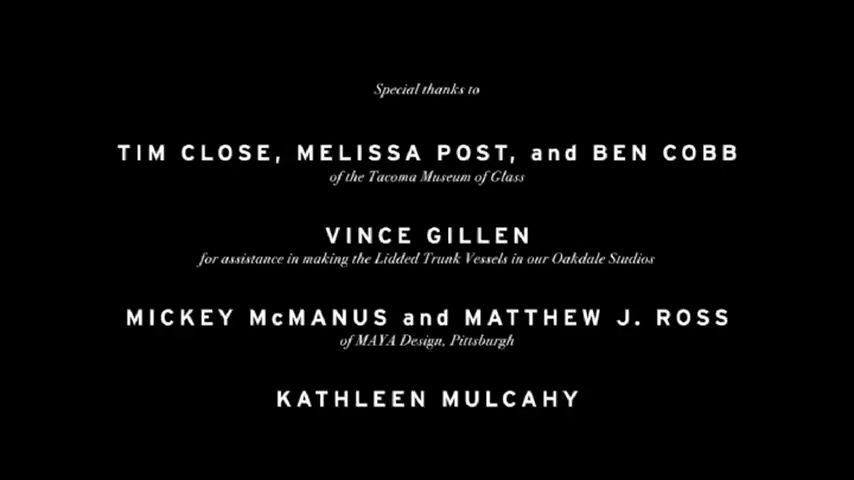 Special thanks to
TIM CLOSE, MELISSA POST, and BEN COBB
of the Tacoma Museum of Glass
VINCE GILLEN
for assistance in making the Lidded Trunk Vessels in our Oakdale Studios
MICKEY McMANUS and MATTHEW J. ROSS
of MAYA Design, Pittsburgh
KATHLEEN MULCAHY